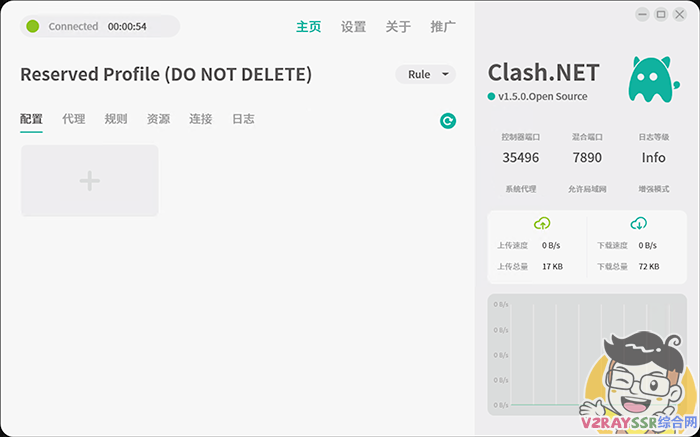 Connected 00:00:54
主页 设置 关于 推广
Reserved Profile (DO NOT DELETE)
Rule
配置 代理 规则 资源 连接 日志
Clash.NET
v1.5.0.Open Source
控制器端口 混合端口 日志等级
35496 7890 Info
系统代理 允许局域网 增强模式
上传速度 0 B/s 下载速度 0 B/s
上传总量 17 KB 下载总量 72 KB
0 B/s
0 B/s
0 B/s
0 B/s
0 B/s
V2RAYSSR综合网